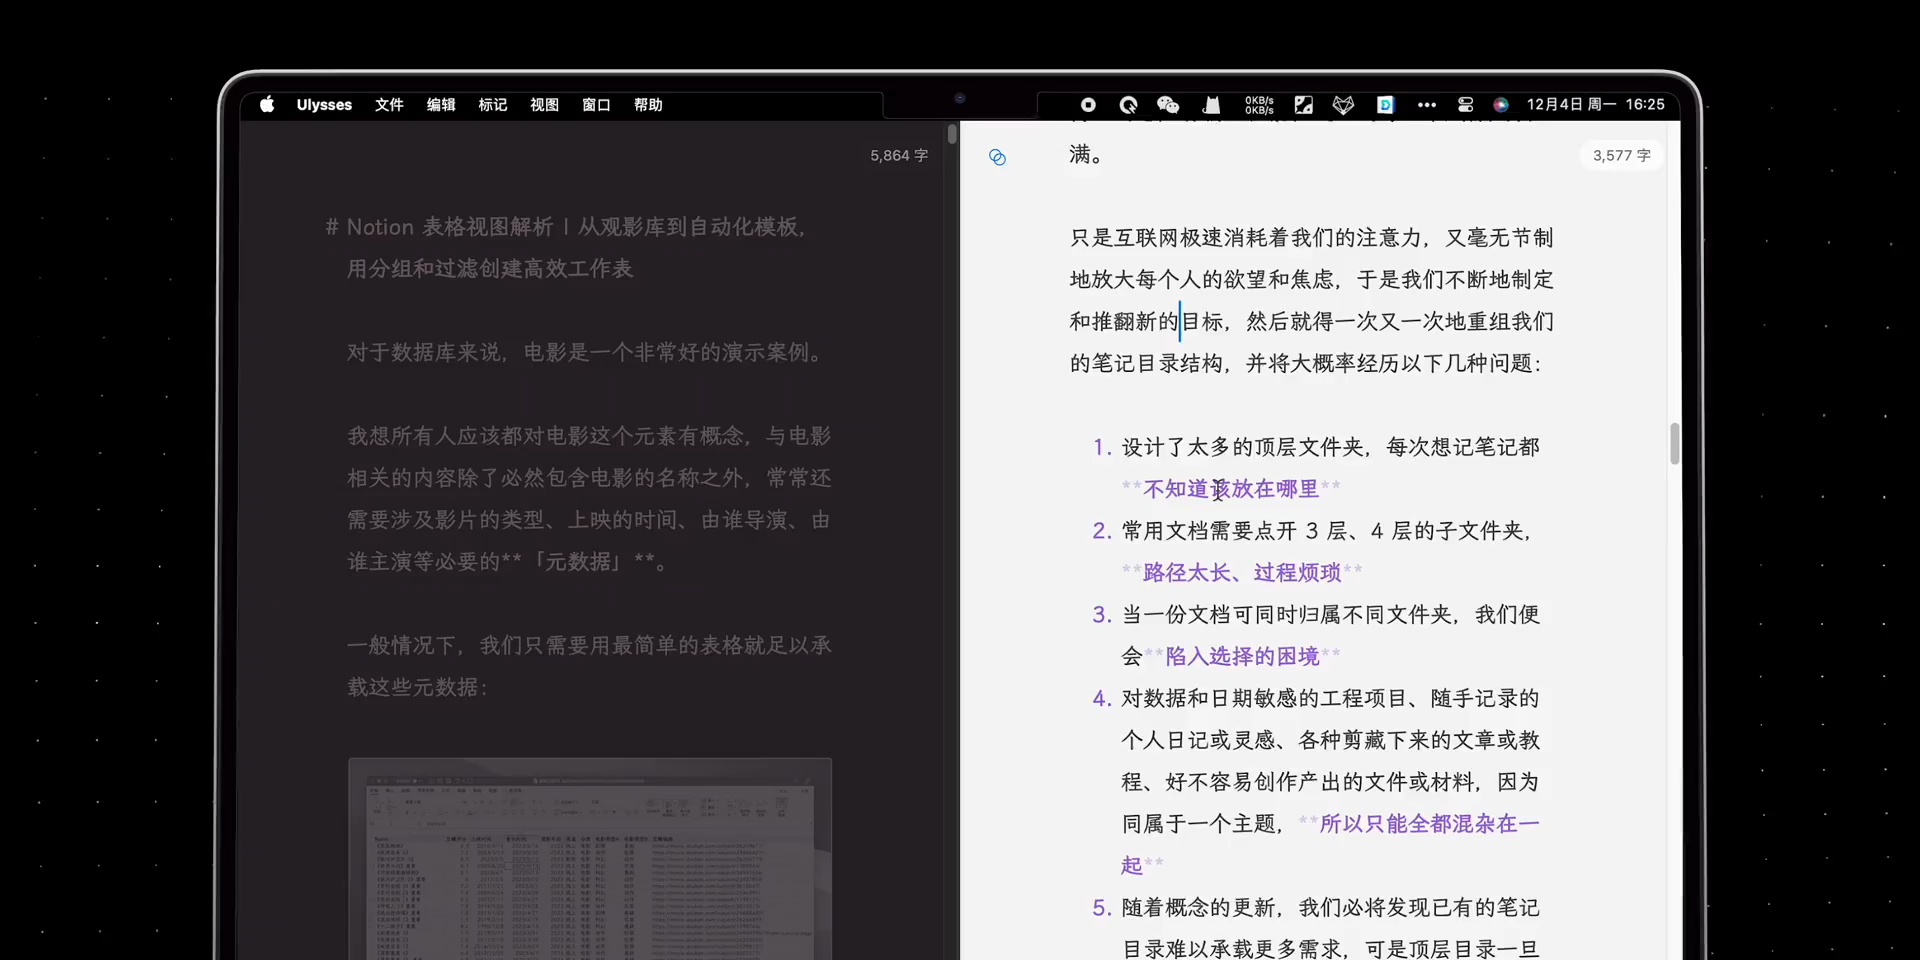 Ulysses 文件 编辑 标记 视图 窗口 帮助
0KB/s
0KB/s
12月4日 周一 16:25
5,864 字
# Notion 表格视图解析 | 从观影库到自动化模板，
用分组和过滤创建高效工作表
对于数据库来说，电影是一个非常好的演示案例。
我想所有人应该都对电影这个元素有概念，与电影
相关的内容除了必然包含电影的名称之外，常常还
需要涉及影片的类型、上映的时间、由谁导演、由
谁主演等必要的**「元数据」**。
一般情况下，我们只需要用最简单的表格就足以承
载这些元数据：
3,577 字
满。
只是互联网极速消耗着我们的注意力，又毫无节制
地放大每个人的欲望和焦虑，于是我们不断地制定
和推翻新的目标，然后就得一次又一次地重组我们
的笔记目录结构，并将大概率经历以下几种问题：
1. 设计了太多的顶层文件夹，每次想记笔记都
**不知道该放在哪里**
2. 常用文档需要点开 3 层、4 层的子文件夹，
**路径太长、过程烦琐**
3. 当一份文档可同时归属不同文件夹，我们便
会**陷入选择的困境**
4. 对数据和日期敏感的工程项目、随手记录的
个人日记或灵感、各种剪藏下来的文章或教
程、好不容易创作产出的文件或材料，因为
同属于一个主题，**所以只能全都混杂在一
起**
5. 随着概念的更新，我们必将发现已有的笔记
目录难以承载更多需求，可是顶层目录一旦